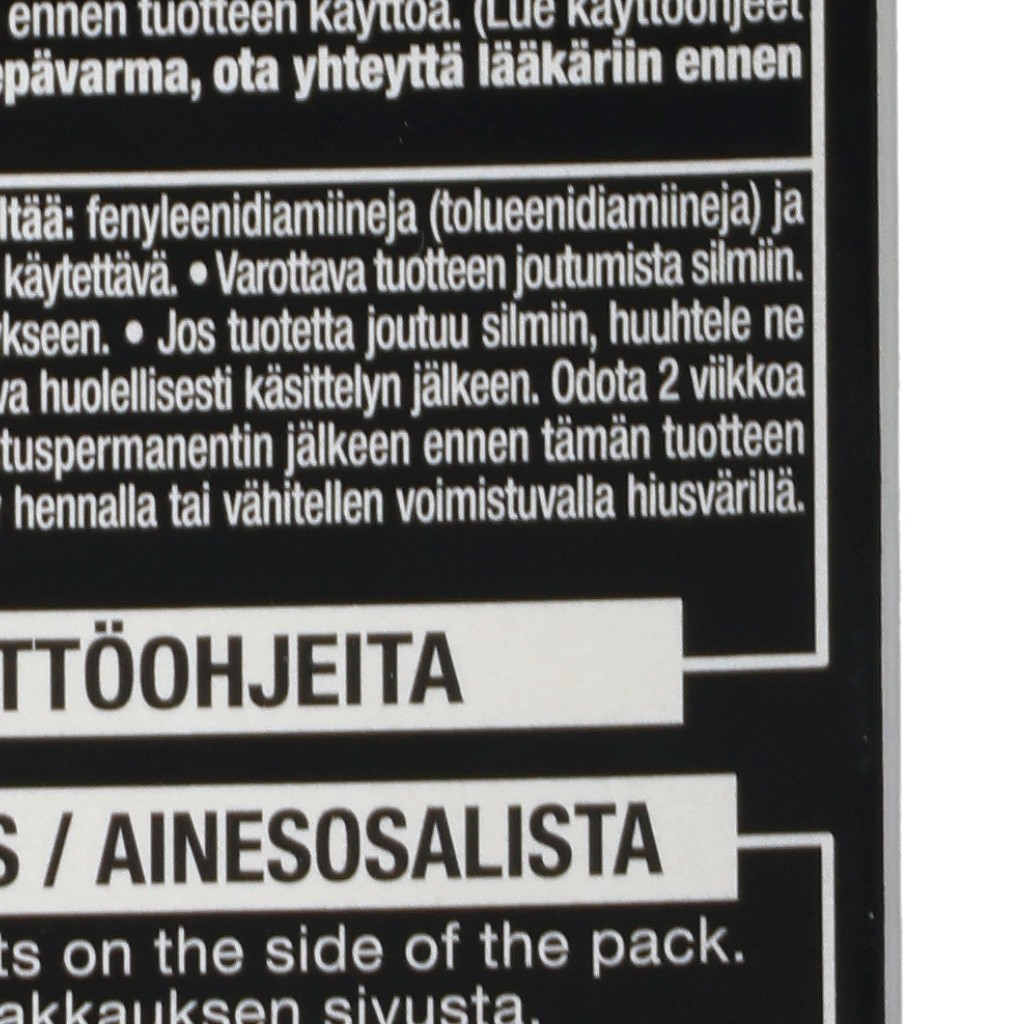 ennen tuotteen käyttöä. (Lue käyttöohjeet
epävarma, ota yhteyttä lääkäriin ennen
ltää: fenyleenidiamiineja (tolueenidiamiineja) ja
käytettävä. • Varottava tuotteen joutumista silmiin.
kseen. • Jos tuotetta joutuu silmiin, huuhtele ne
va huolellisesti käsittelyn jälkeen. Odota 2 viikkoa
tuspermanentin jälkeen ennen tämän tuotteen
hennalla tai vähitellen voimistuvalla hiusvärillä.
TTÖOHJEITA
S / AINESOSALISTA
ts on the side of the pack.
akkauksen sivusta.